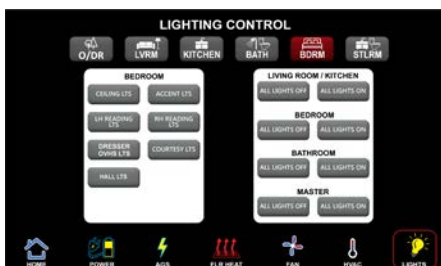 LIGHTING CONTROL
O/DR LVRM KITCHEN BATH BDRM STLRM
BEDROOM
CEILING LTS ACCENT LTS
LH READING LTS RH READING LTS
DRESSER OVHS LTS COURTESY LTS
HALL LTS
LIVING ROOM / KITCHEN
ALL LIGHTS OFF ALL LIGHTS ON
BEDROOM
ALL LIGHTS OFF ALL LIGHTS ON
BATHROOM
ALL LIGHTS OFF ALL LIGHTS ON
MASTER
ALL LIGHTS OFF ALL LIGHTS ON
HOME POWER AGS FLR HEAT FAN HVAC LIGHTS